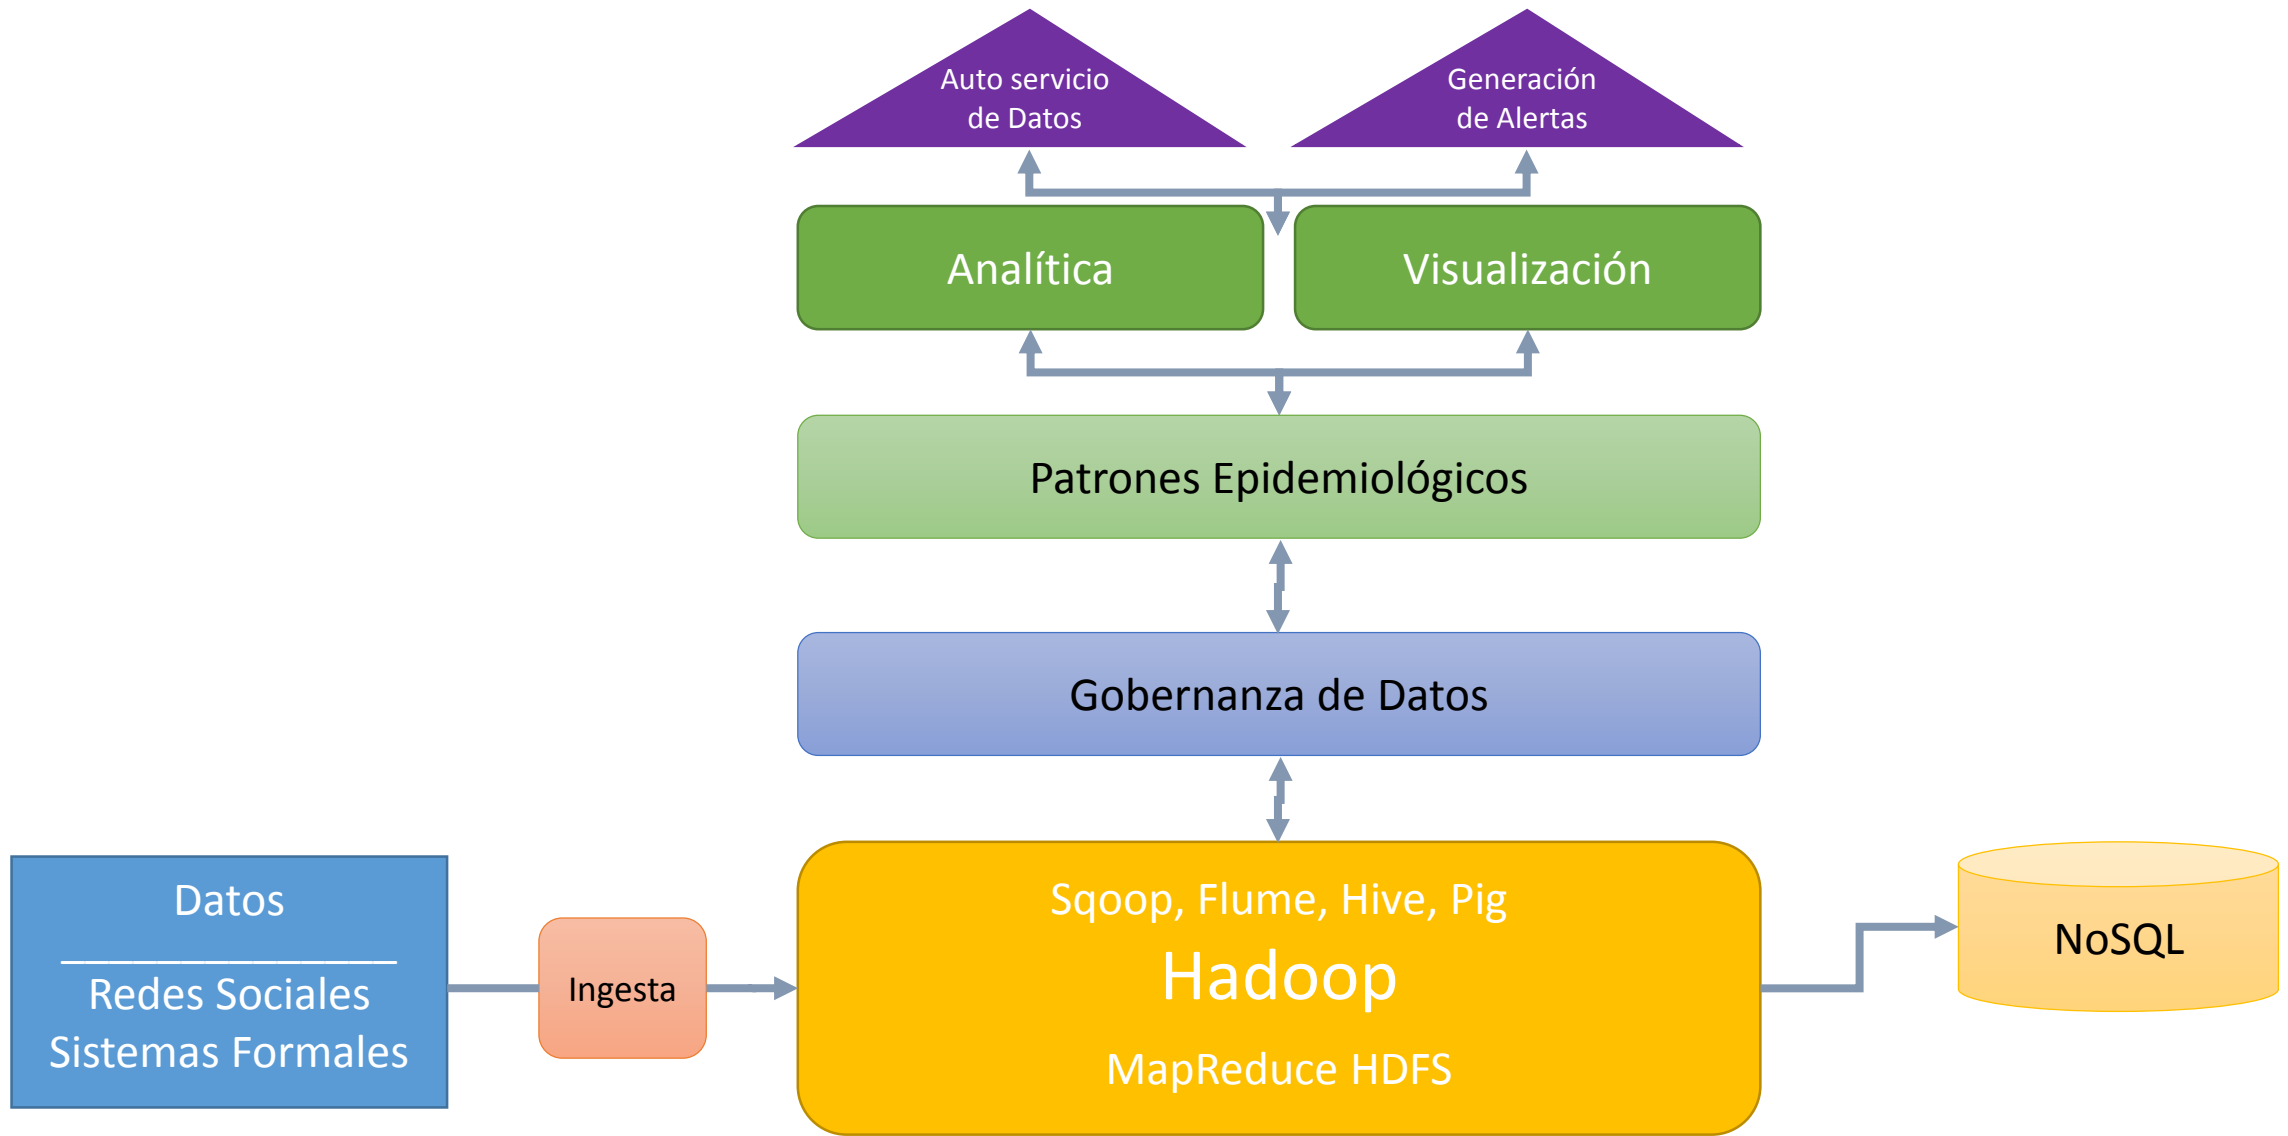 Auto servicio
de Datos
Generación
de Alertas
Analítica
Visualización
Patrones Epidemiológicos
Gobernanza de Datos
Datos
Redes Sociales
Sistemas Formales
Ingesta
Sqoop, Flume, Hive, Pig
Hadoop
MapReduce HDFS
NoSQL